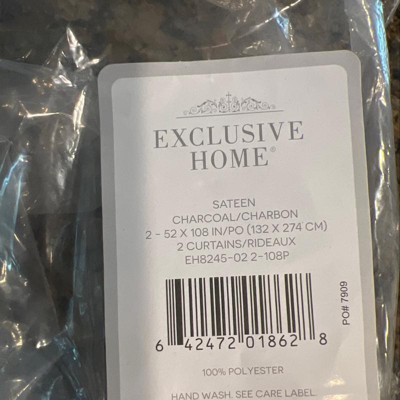 EXCLUSIVE
HOME®
SATEEN
CHARCOAL/CHARBON
2 - 52 X 108 IN/PO (132 X 274 CM)
2 CURTAINS/RIDEAUX
EH8245-02 2-108P
6 42472 01862 8
PO# 7909
100% POLYESTER
HAND WASH. SEE CARE LABEL